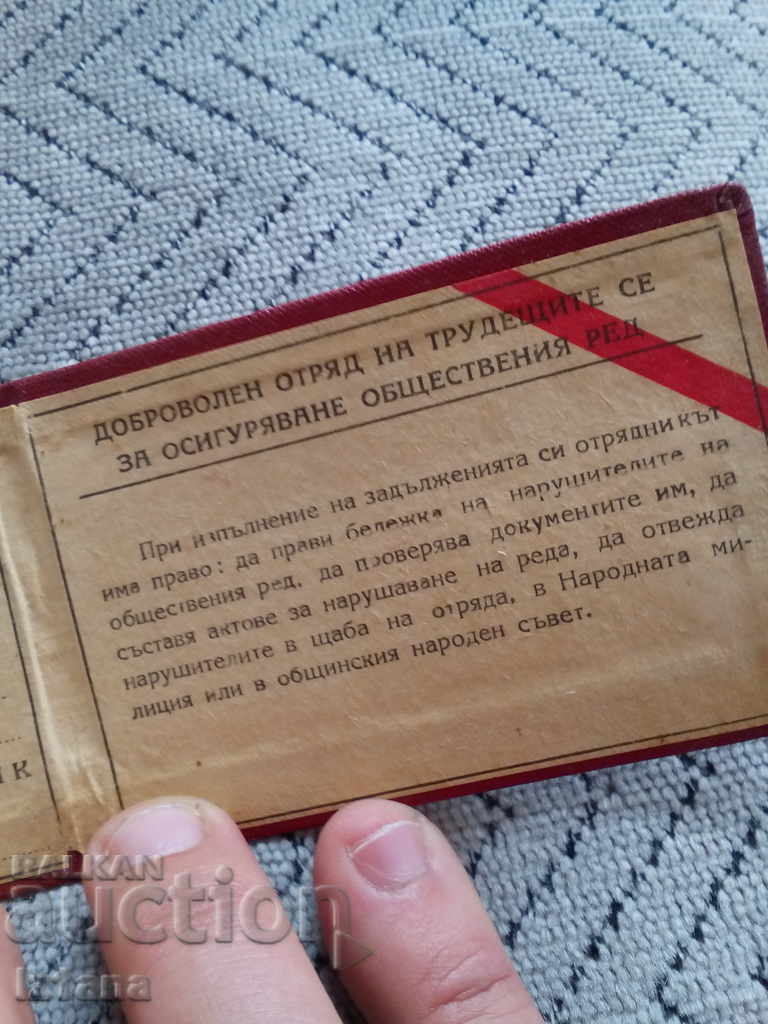 ДОБРОВОЛЕН ОТРЯД НА ТРУДЕЩИТЕ СЕ
ЗА ОСИГУРЯВАНЕ ОБЩЕСТВЕНИЯ РЕД
При изпълнение на задълженията си отрядникът
има право: да прави бележка на нарушителите на
обществения ред, да проверява документите им, да
съставя актове за нарушаване на реда, да отвежда
нарушителите в щаба на отряда, в Народната ми-
лиция или в общинския народен съвет.
ИК
BALKAN
auction
krtana